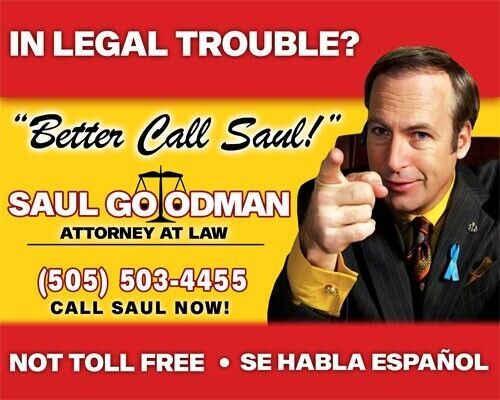 IN LEGAL TROUBLE?
"Better Call Saul!"
SAUL GOODMAN
ATTORNEY AT LAW
(505) 503-4455
CALL SAUL NOW!
NOT TOLL FREE • SE HABLA ESPAÑOL